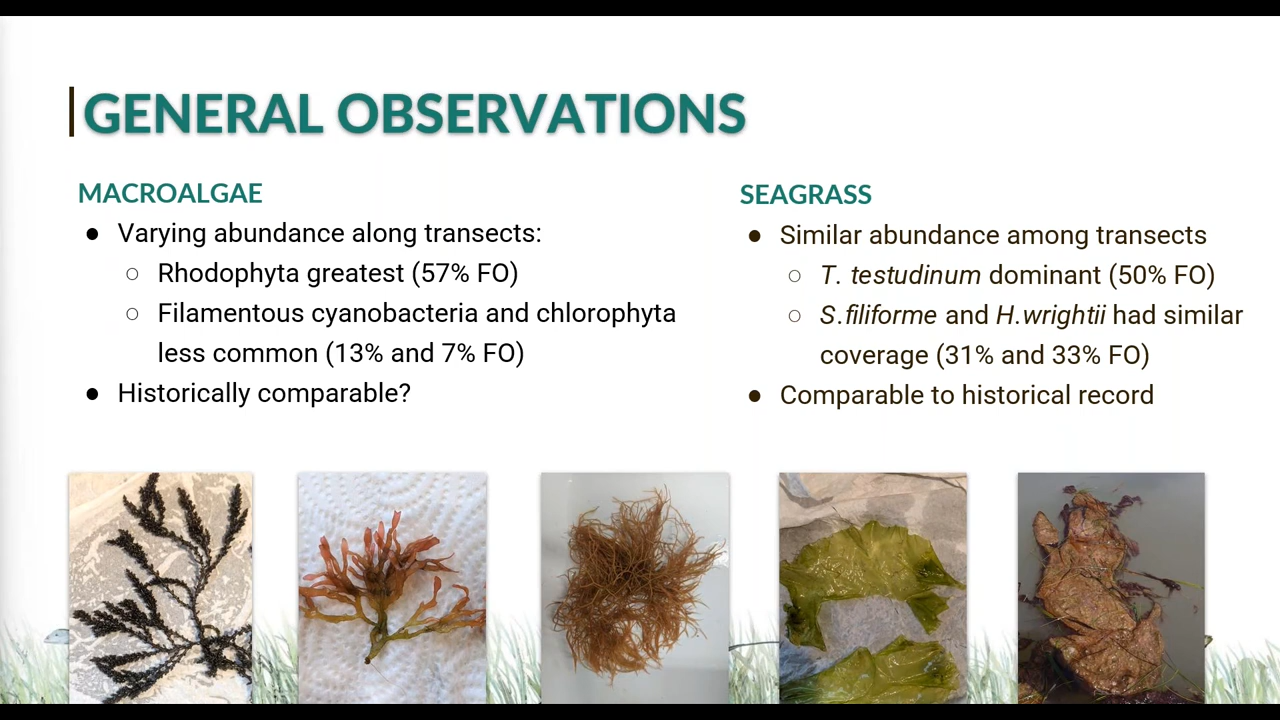 GENERAL OBSERVATIONS
MACROALGAE
● Varying abundance along transects:
○ Rhodophyta greatest (57% FO)
○ Filamentous cyanobacteria and chlorophyta
less common (13% and 7% FO)
● Historically comparable?
SEAGRASS
● Similar abundance among transects
○ T. testudinum dominant (50% FO)
○ S.filiforme and H.wrightii had similar
coverage (31% and 33% FO)
● Comparable to historical record